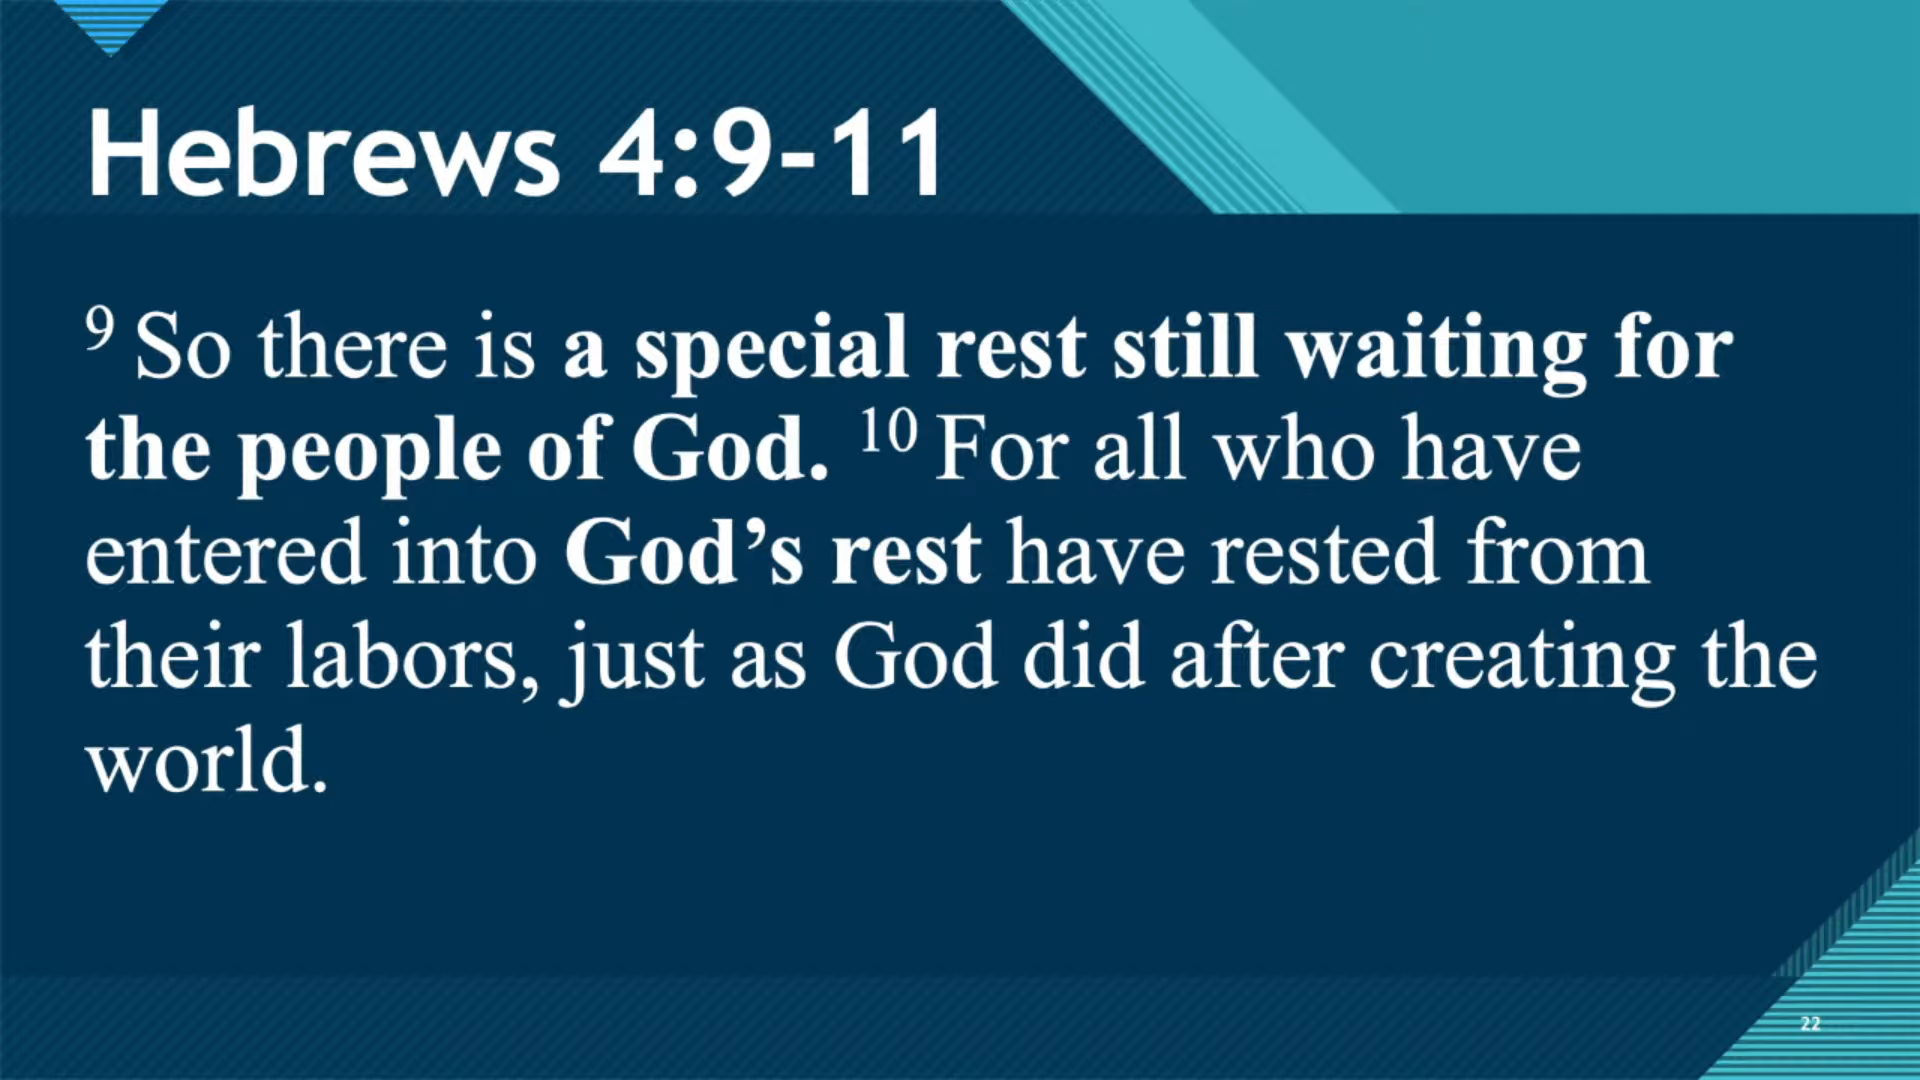 Hebrews 4:9-11
9 So there is a special rest still waiting for
the people of God. 10 For all who have
entered into God’s rest have rested from
their labors, just as God did after creating the
world.
22